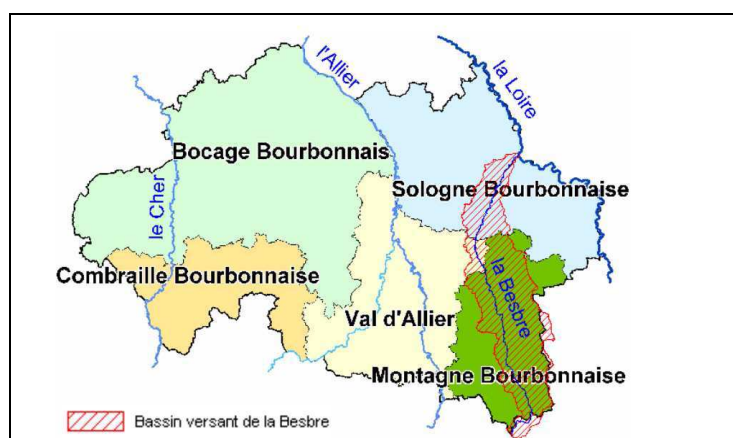 l'Allier
la Loire
Bocage Bourbonnais
Sologne Bourbonnaise
le Cher
Combraille Bourbonnaise
la Besbre
Val d'Allier
Montagne Bourbonnaise
Bassin versant de la Besbre